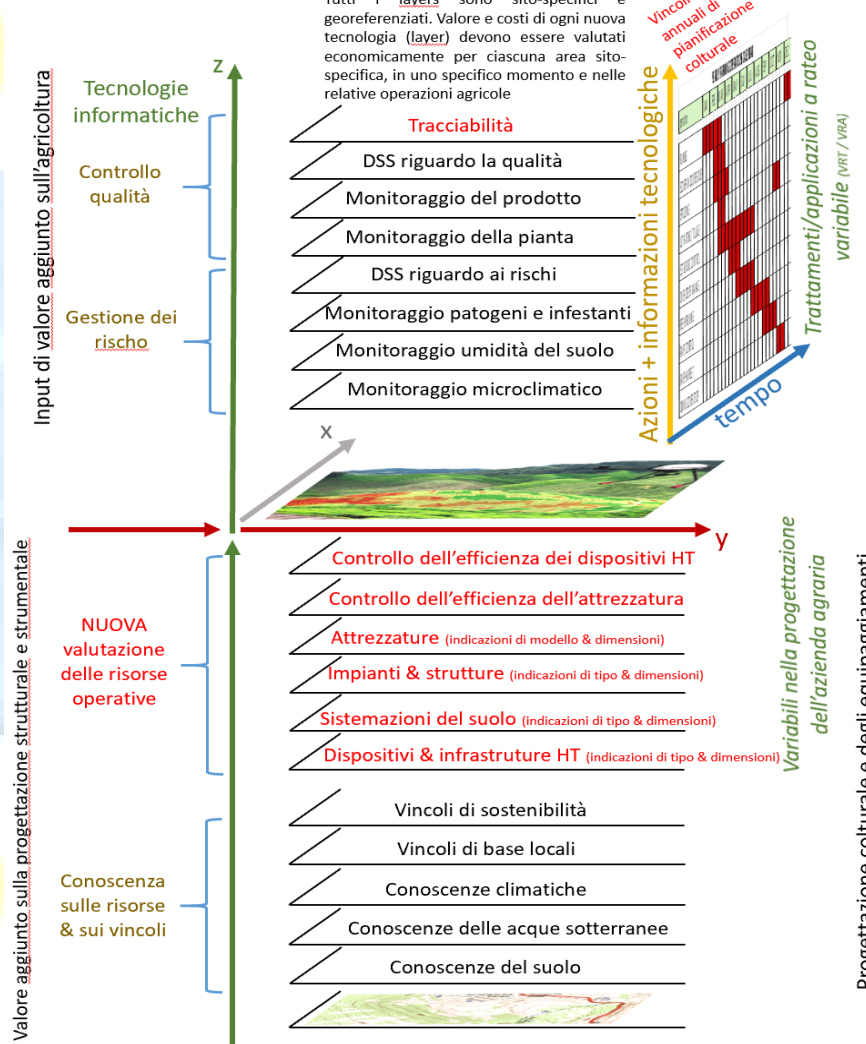 Tutti i layers sono sito-specifici e
georeferenziati. Valore e costi di ogni nuova
tecnologia (layer) devono essere valutati
economicamente per ciascuna area sito-
specifica, in uno specifico momento e nelle
relative operazioni agricole
Vincoli
annuali di
pianificazione
colturale
z
Tecnologie
informatiche
Input di valore aggiunto sull'agricoltura
Controllo
qualità
Gestione dei
rischo
Tracciabilità
DSS riguardo la qualità
Monitoraggio del prodotto
Monitoraggio della pianta
DSS riguardo ai rischi
Monitoraggio patogeni e infestanti
Monitoraggio umidità del suolo
Monitoraggio microclimatico
Azioni + informazioni tecnologiche
tempo
Trattamenti/applicazioni a rateo
variabile (VRT / VRA)
x
y
Valore aggiunto sulla progettazione strutturale e strumentale
NUOVA
valutazione
delle risorse
operative
Controllo dell'efficienza dei dispositivi HT
Controllo dell'efficienza dell'attrezzatura
Attrezzature (indicazioni di modello & dimensioni)
Impianti & strutture (indicazioni di tipo & dimensioni)
Sistemazioni del suolo (indicazioni di tipo & dimensioni)
Dispositivi & infrastruture HT (indicazioni di tipo & dimensioni)
Variabili nella progettazione
dell'azienda agraria
Progettazione colturale e degli equipaggiamenti
Conoscenza
sulle risorse
& sui vincoli
Vincoli di sostenibilità
Vincoli di base locali
Conoscenze climatiche
Conoscenze delle acque sotterranee
Conoscenze del suolo